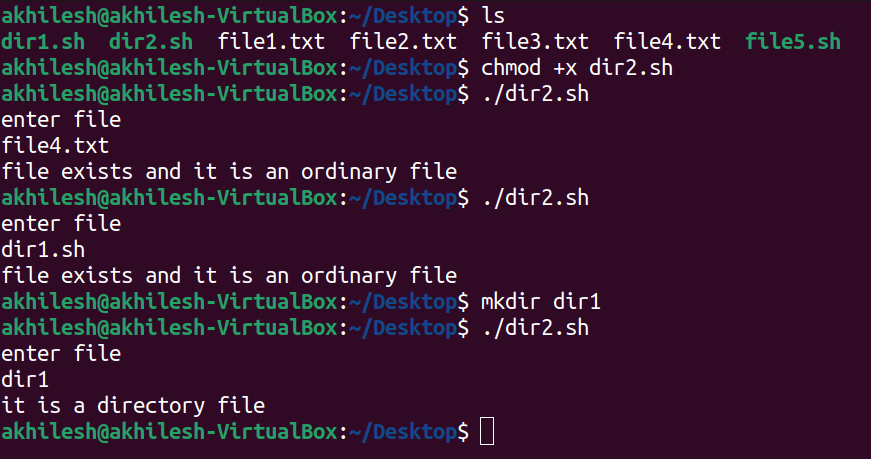 akhilesh@akhilesh-VirtualBox:~/Desktop$ ls
dir1.sh  dir2.sh  file1.txt  file2.txt  file3.txt  file4.txt  file5.sh
akhilesh@akhilesh-VirtualBox:~/Desktop$ chmod +x dir2.sh
akhilesh@akhilesh-VirtualBox:~/Desktop$ ./dir2.sh
enter file
file4.txt
file exists and it is an ordinary file
akhilesh@akhilesh-VirtualBox:~/Desktop$ ./dir2.sh
enter file
dir1.sh
file exists and it is an ordinary file
akhilesh@akhilesh-VirtualBox:~/Desktop$ mkdir dir1
akhilesh@akhilesh-VirtualBox:~/Desktop$ ./dir2.sh
enter file
dir1
it is a directory file
akhilesh@akhilesh-VirtualBox:~/Desktop$